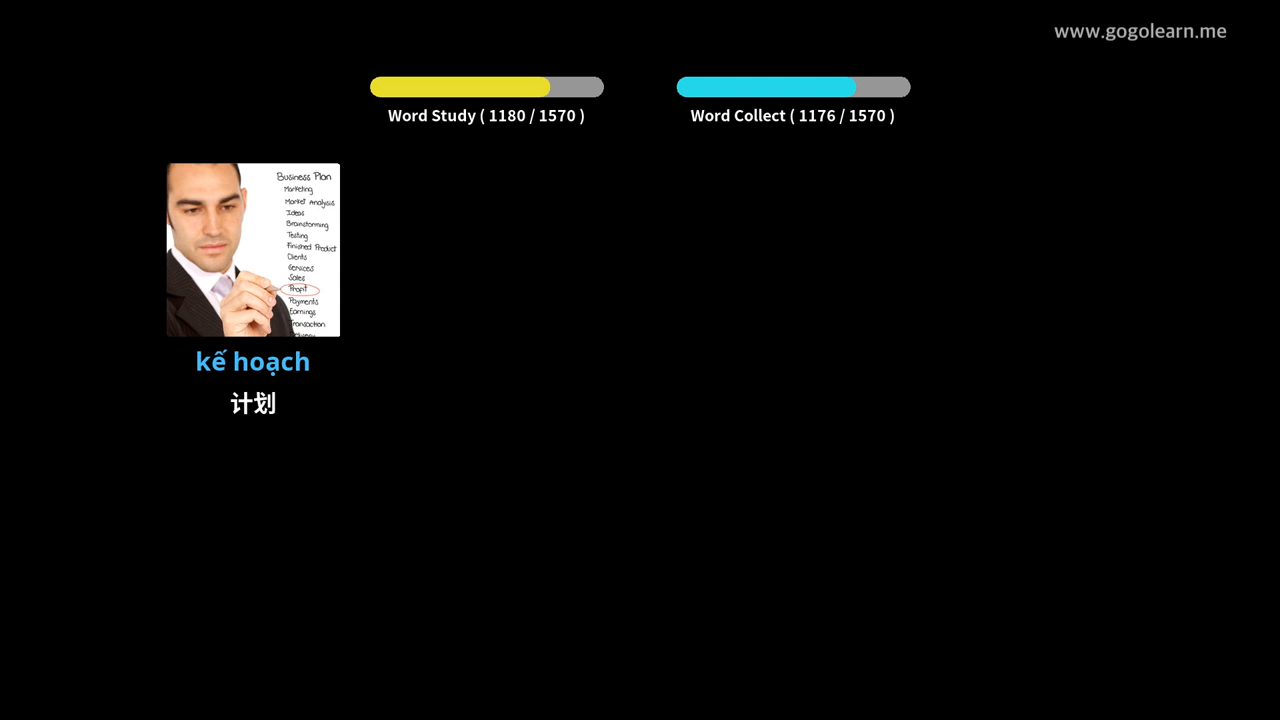 www.gogolearn.me
Word Study ( 1180 / 1570 )
Word Collect ( 1176 / 1570 )
Business Plan
Marketing
Market Analysis
Ideas
Brainstorming
Testing
Finished Product
Clients
Services
Sales
Profit
Payments
Earnings
Transaction
Delivery
kế hoạch
计划